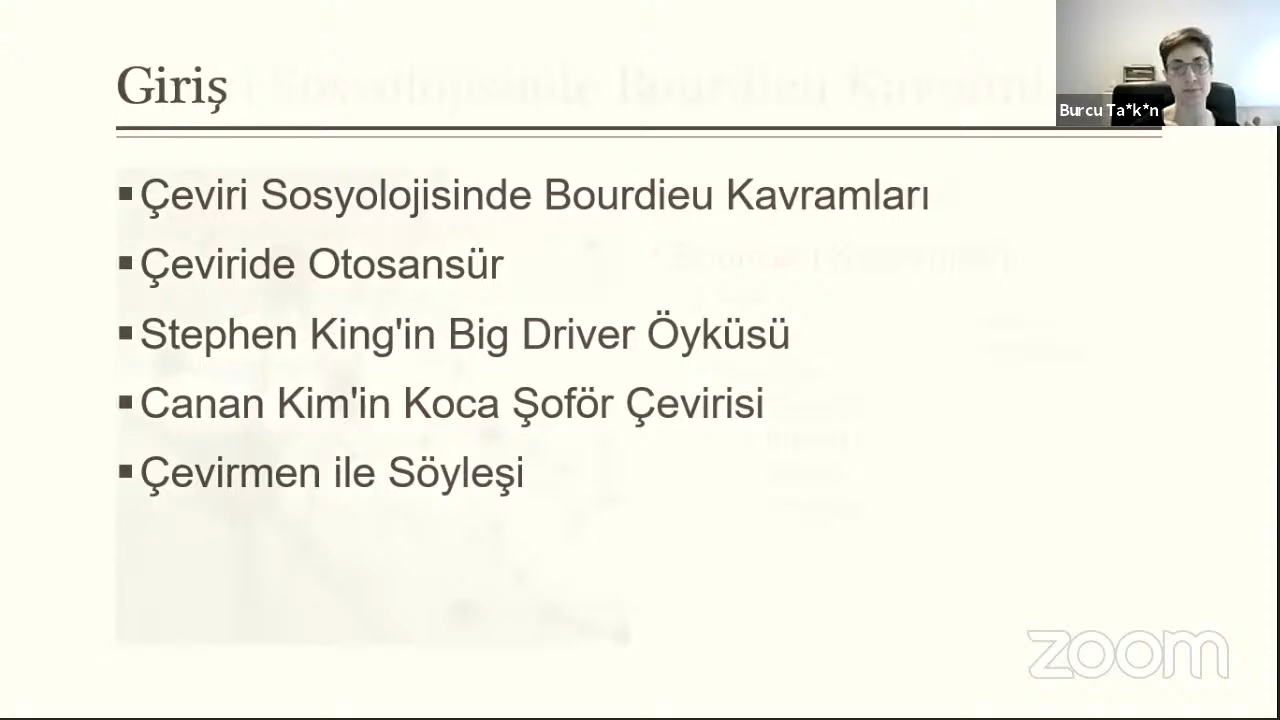 Giriş
Burcu Ta*k*n
▪Çeviri Sosyolojisinde Bourdieu Kavramları
▪Çeviride Otosansür
▪Stephen King'in Big Driver Öyküsü
▪Canan Kim'in Koca Şoför Çevirisi
▪Çevirmen ile Söyleşi
zoom